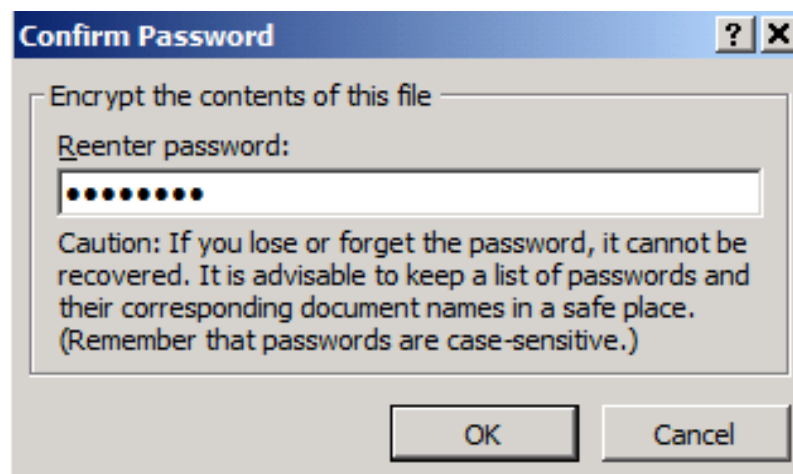 Confirm Password
?
Encrypt the contents of this file
Reenter password:
••••••••
Caution: If you lose or forget the password, it cannot be
recovered. It is advisable to keep a list of passwords and
their corresponding document names in a safe place.
(Remember that passwords are case-sensitive.)
OK Cancel